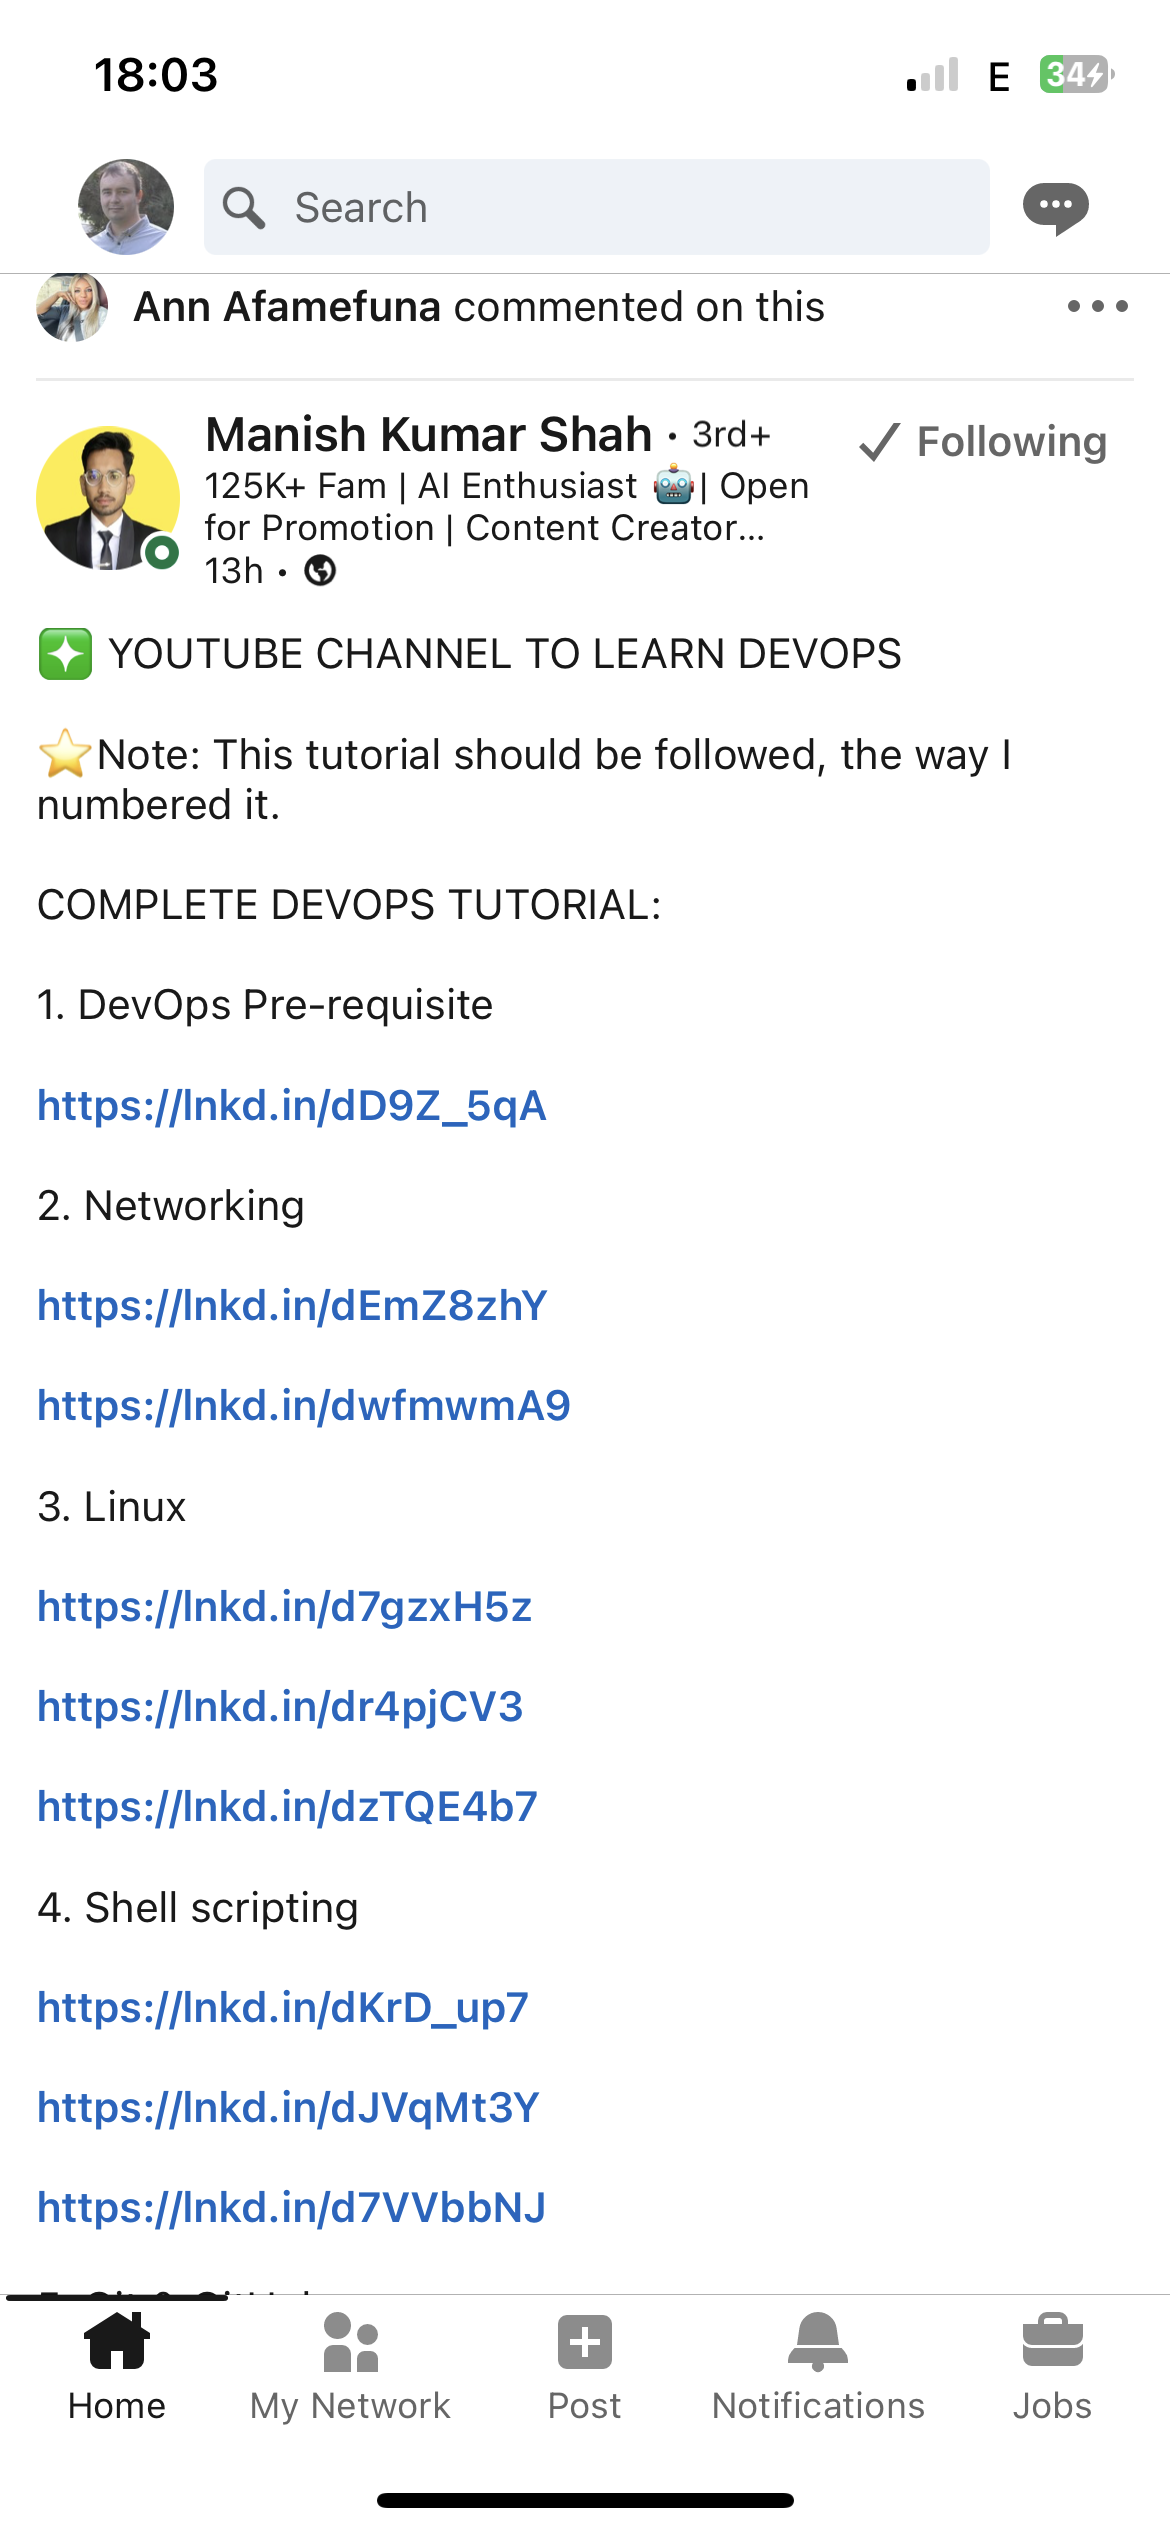 18:03
E
34
Search
Ann Afamefuna commented on this
Manish Kumar Shah · 3rd+
Following
125K+ Fam | AI Enthusiast 🤖| Open
for Promotion | Content Creator...
13h ·
❇️ YOUTUBE CHANNEL TO LEARN DEVOPS
⭐Note: This tutorial should be followed, the way I
numbered it.
COMPLETE DEVOPS TUTORIAL:
1. DevOps Pre-requisite
https://lnkd.in/dD9Z_5qA
2. Networking
https://lnkd.in/dEmZ8zhY
https://lnkd.in/dwfmwmA9
3. Linux
https://lnkd.in/d7gzxH5z
https://lnkd.in/dr4pjCV3
https://lnkd.in/dzTQE4b7
4. Shell scripting
https://lnkd.in/dKrD_up7
https://lnkd.in/dJVqMt3Y
https://lnkd.in/d7VVbbNJ
Home
My Network
Post
Notifications
Jobs